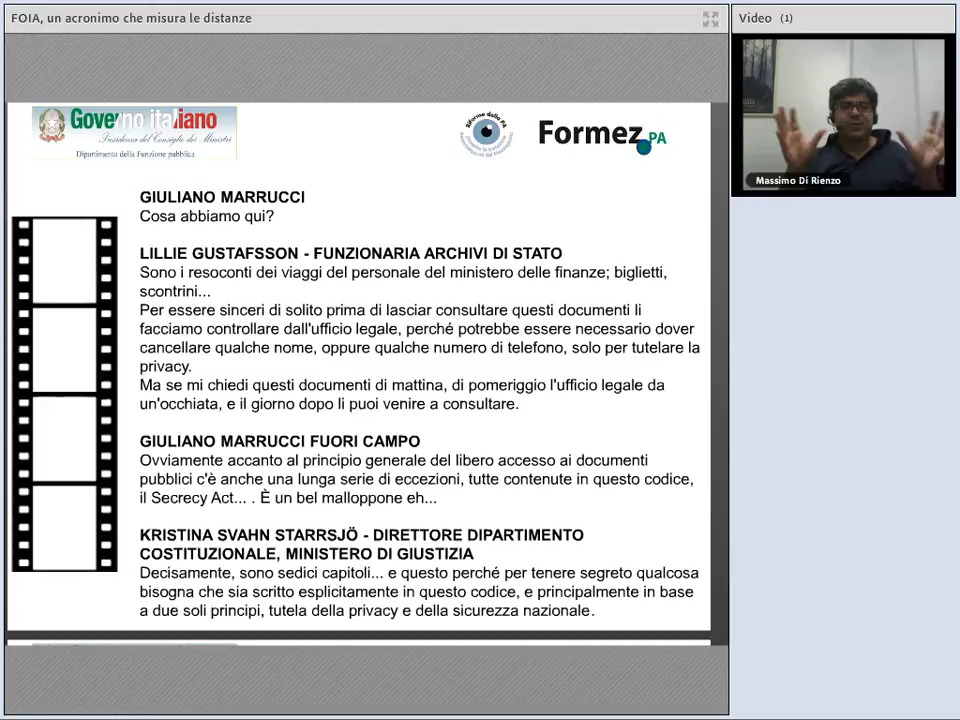 FOIA, un acronimo che misura le distanze
Video (1)
Massimo Di Rienzo
Governo italiano
Presidenza del Consiglio dei Ministri
Dipartimento della Funzione pubblica
Riforme della PA
Formez PA
GIULIANO MARRUCCI
Cosa abbiamo qui?
LILLIE GUSTAFSSON - FUNZIONARIA ARCHIVI DI STATO
Sono i resoconti dei viaggi del personale del ministero delle finanze; biglietti,
scontrini...
Per essere sinceri di solito prima di lasciar consultare questi documenti li
facciamo controllare dall'ufficio legale, perché potrebbe essere necessario dover
cancellare qualche nome, oppure qualche numero di telefono, solo per tutelare la
privacy.
Ma se mi chiedi questi documenti di mattina, di pomeriggio l'ufficio legale da
un'occhiata, e il giorno dopo li puoi venire a consultare.
GIULIANO MARRUCCI FUORI CAMPO
Ovviamente accanto al principio generale del libero accesso ai documenti
pubblici c'è anche una lunga serie di eccezioni, tutte contenute in questo codice,
il Secrecy Act... . È un bel malloppone eh...
KRISTINA SVAHN STARRSJÖ - DIRETTORE DIPARTIMENTO
COSTITUZIONALE, MINISTERO DI GIUSTIZIA
Decisamente, sono sedici capitoli... e questo perché per tenere segreto qualcosa
bisogna che sia scritto esplicitamente in questo codice, e principalmente in base
a due soli principi, tutela della privacy e della sicurezza nazionale.